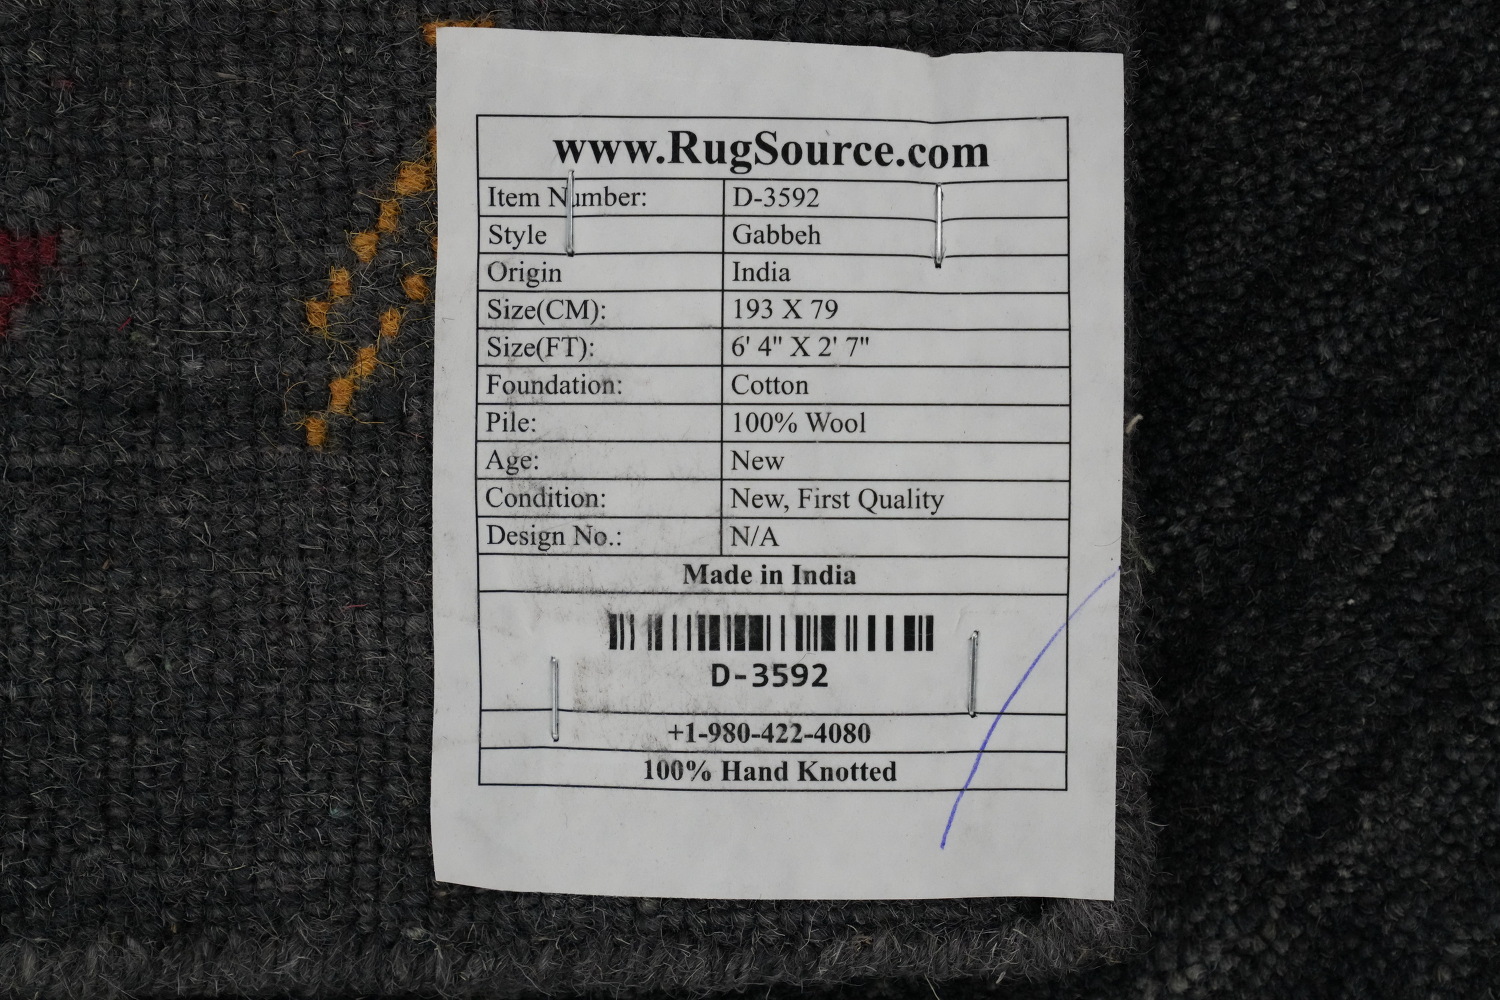 www.RugSource.com
Item Number: D-3592
Style Gabbeh
Origin India
Size(CM): 193 X 79
Size(FT): 6' 4" X 2' 7"
Foundation: Cotton
Pile: 100% Wool
Age: New
Condition: New, First Quality
Design No.: N/A
Made in India
D-3592
+1-980-422-4080
100% Hand Knotted